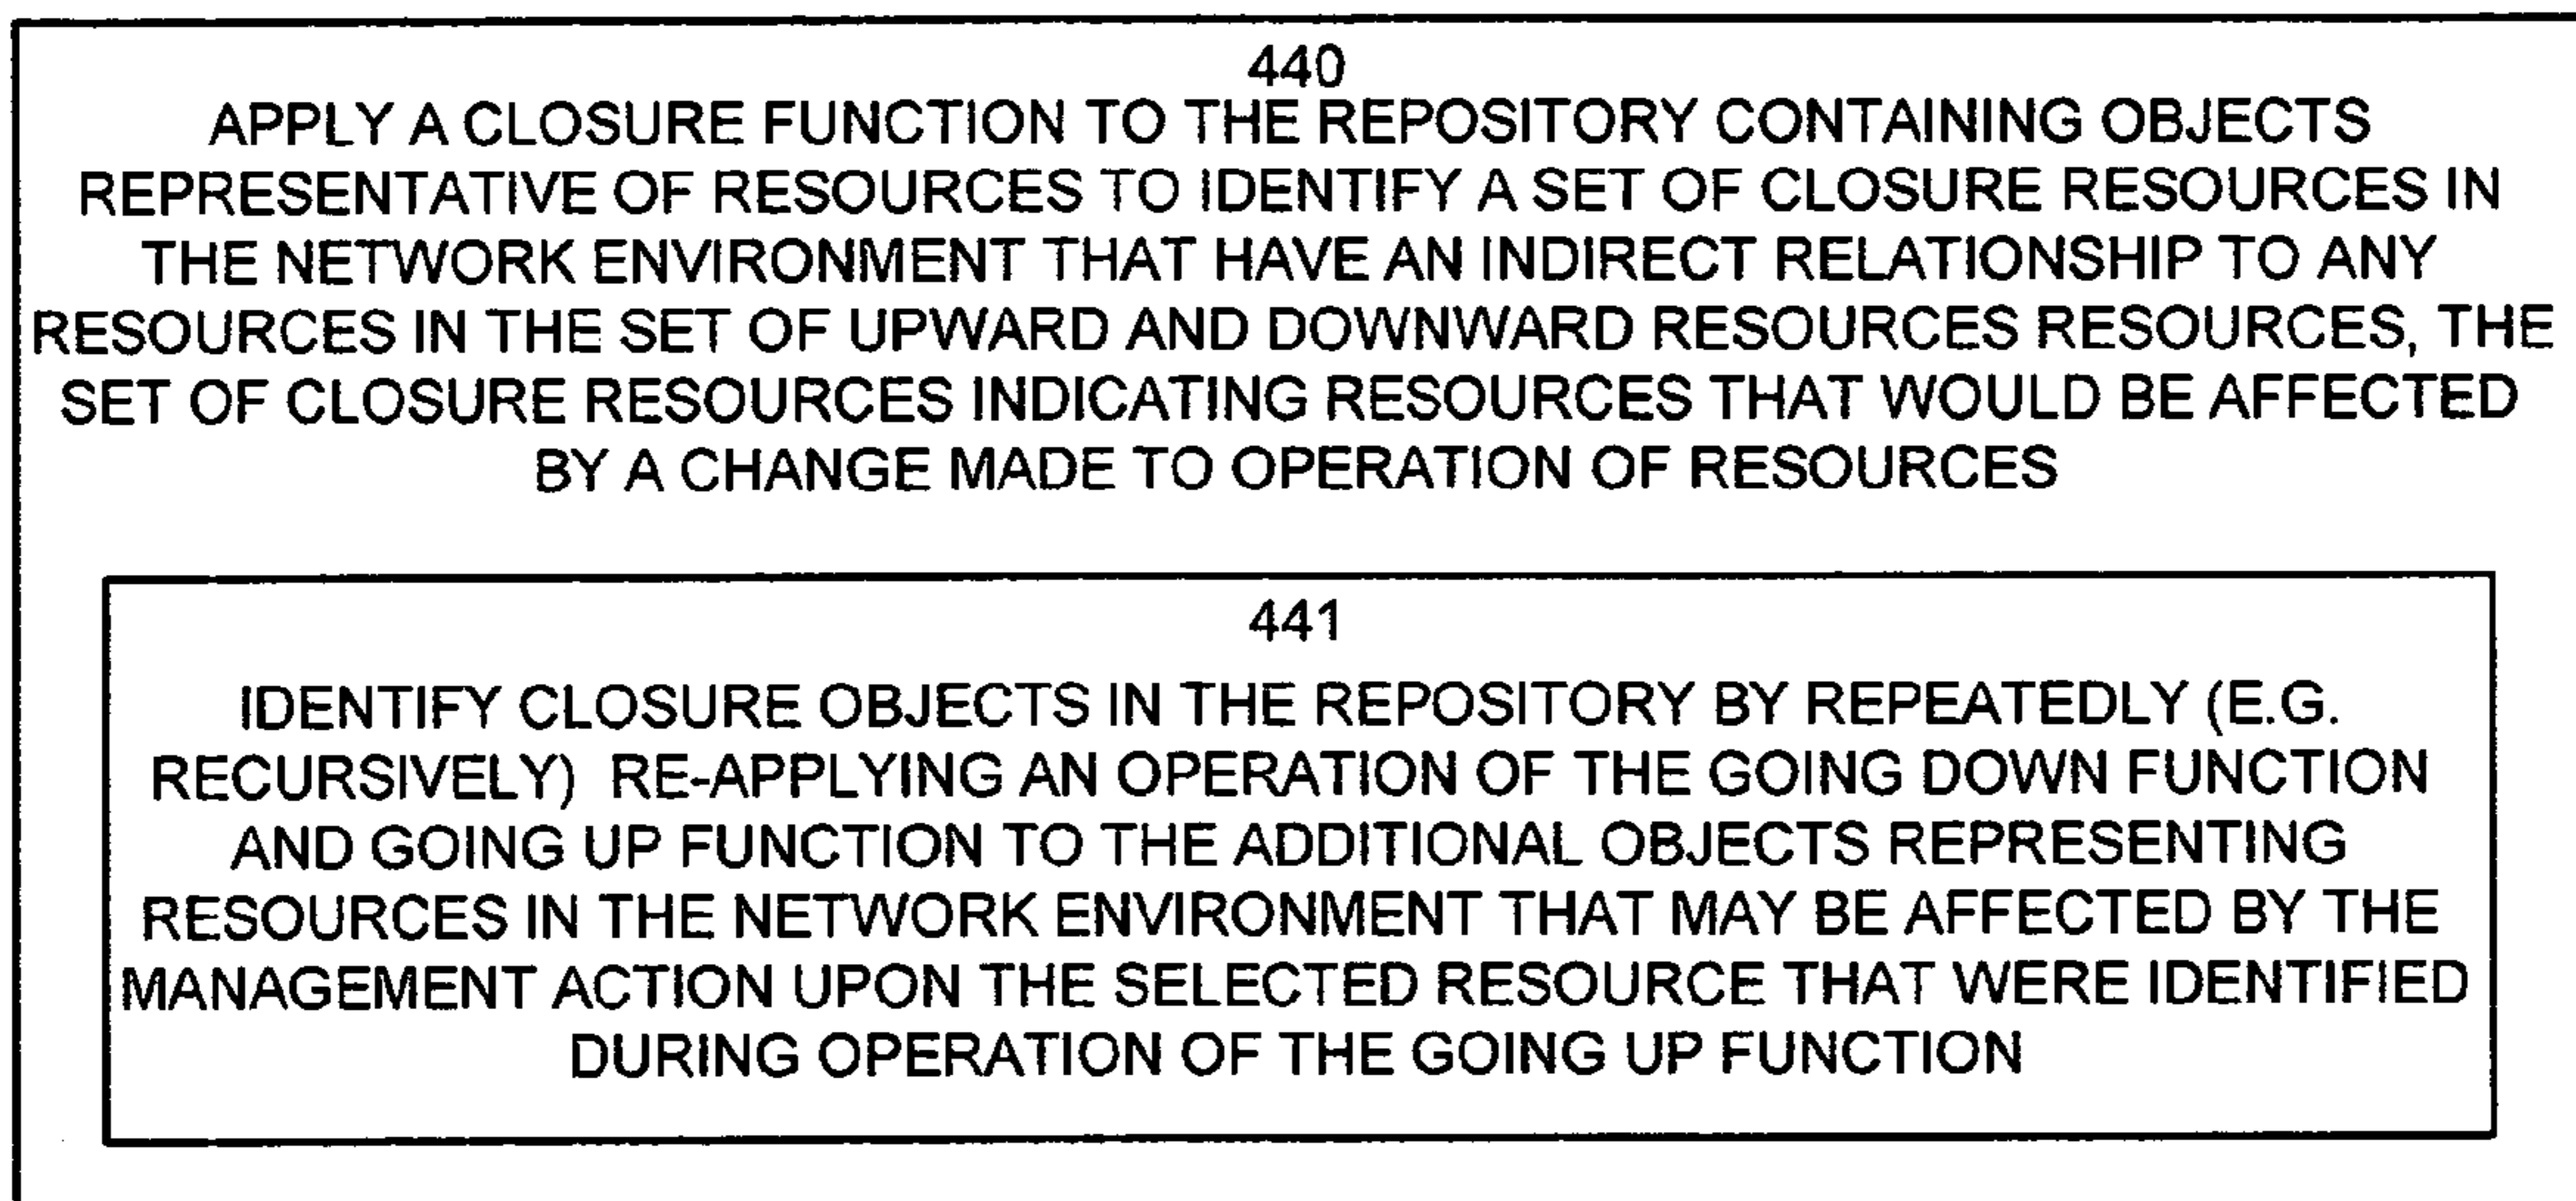 440
APPLY A CLOSURE FUNCTION TO THE REPOSITORY CONTAINING OBJECTS
REPRESENTATIVE OF RESOURCES TO IDENTIFY A SET OF CLOSURE RESOURCES IN
THE NETWORK ENVIRONMENT THAT HAVE AN INDIRECT RELATIONSHIP TO ANY
RESOURCES IN THE SET OF UPWARD AND DOWNWARD RESOURCES RESOURCES, THE
SET OF CLOSURE RESOURCES INDICATING RESOURCES THAT WOULD BE AFFECTED
BY A CHANGE MADE TO OPERATION OF RESOURCES
441
IDENTIFY CLOSURE OBJECTS IN THE REPOSITORY BY REPEATEDLY (E.G.
RECURSIVELY) RE-APPLYING AN OPERATION OF THE GOING DOWN FUNCTION
AND GOING UP FUNCTION TO THE ADDITIONAL OBJECTS REPRESENTING
RESOURCES IN THE NETWORK ENVIRONMENT THAT MAY BE AFFECTED BY THE
MANAGEMENT ACTION UPON THE SELECTED RESOURCE THAT WERE IDENTIFIED
DURING OPERATION OF THE GOING UP FUNCTION